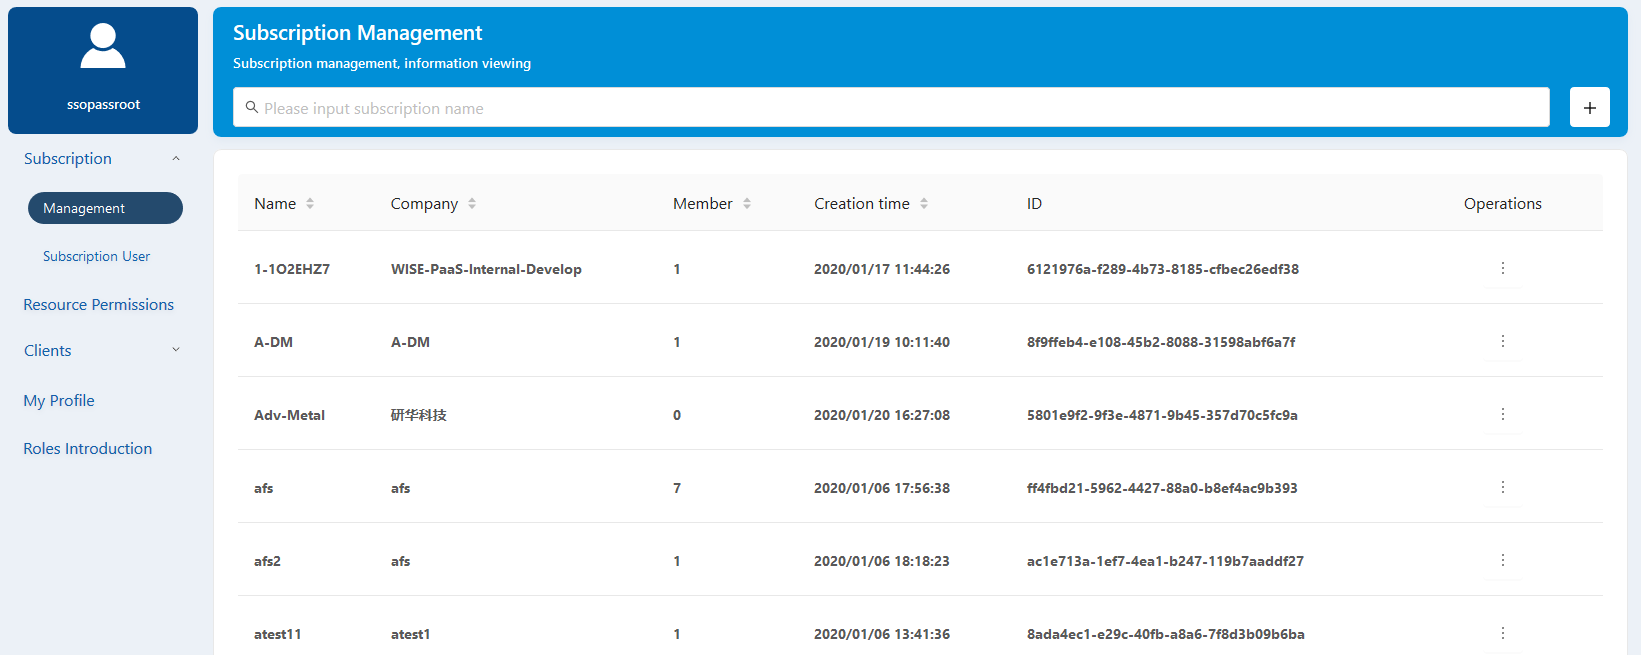 ssopassroot
Subscription
Management
Subscription User
Resource Permissions
Clients
My Profile
Roles Introduction
Subscription Management
Subscription management, information viewing
Please input subscription name
+
Name Company Member Creation time ID Operations
1-1O2EHZ7 WISE-PaaS-Internal-Develop 1 2020/01/17 11:44:26 6121976a-f289-4b73-8185-cfbec26edf38
A-DM A-DM 1 2020/01/19 10:11:40 8f9ffeb4-e108-45b2-8088-31598abf6a7f
Adv-Metal 研华科技 0 2020/01/20 16:27:08 5801e9f2-9f3e-4871-9b45-357d70c5fc9a
afs afs 7 2020/01/06 17:56:38 ff4fbd21-5962-4427-88a0-b8ef4ac9b393
afs2 afs 1 2020/01/06 18:18:23 ac1e713a-1ef7-4ea1-b247-119b7aaddf27
atest11 atest1 1 2020/01/06 13:41:36 8ada4ec1-e29c-40fb-a8a6-7f8d3b09b6ba